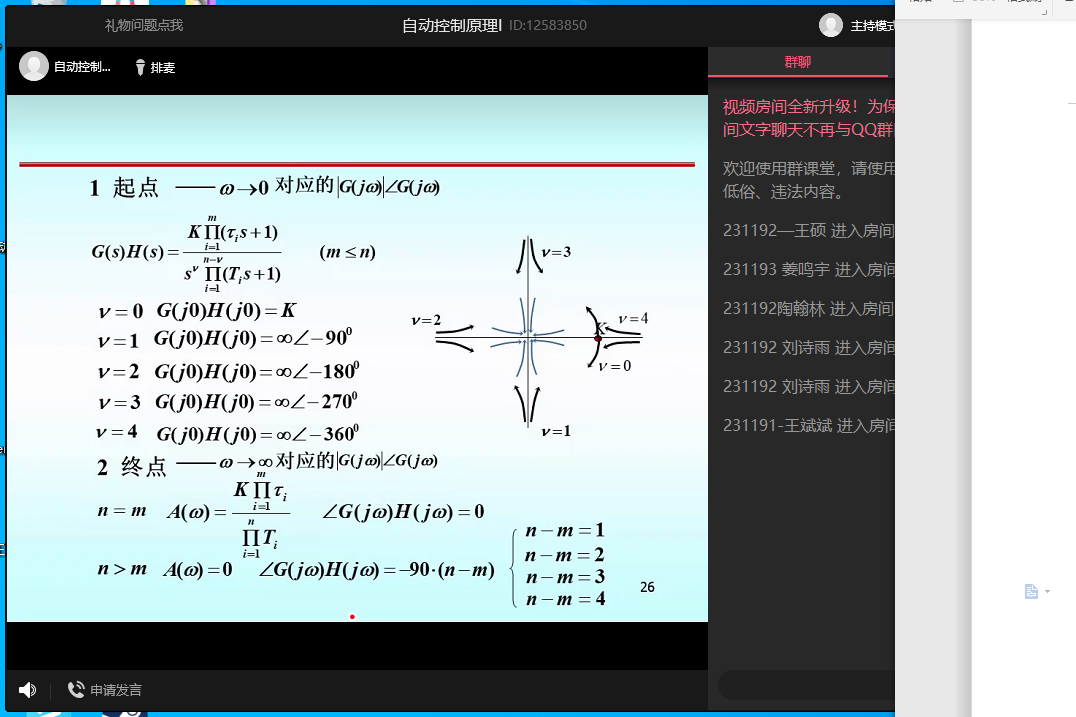 礼物问题点我
自动控制原理I ID:12583850
主持模式
自动控制... 排麦
群聊
1 起点 ——ω→0 对应的|G(jω)|∠G(jω)
G(s)H(s)=K∏(τᵢs+1) / s^ν∏(Tᵢs+1) (m≤n)
m
i=1
n−ν
i=1
ν=0 G(j0)H(j0)=K
ν=1 G(j0)H(j0)=∞∠−90⁰
ν=2 G(j0)H(j0)=∞∠−180⁰
ν=3 G(j0)H(j0)=∞∠−270⁰
ν=4 G(j0)H(j0)=∞∠−360⁰
ν=3
ν=2
K
ν=4
ν=0
ν=1
2 终点 ——ω→∞对应的|G(jω)|∠G(jω)
n=m A(ω)=K∏τᵢ / ∏Tᵢ ∠G(jω)H(jω)=0
m
i=1
n
i=1
n>m A(ω)=0 ∠G(jω)H(jω)=−90·(n−m)
n−m=1
n−m=2
n−m=3
n−m=4
26
视频房间全新升级！为保
间文字聊天不再与QQ群
欢迎使用群课堂，请使用
低俗、违法内容。
231192—王硕 进入房间
231193 姜鸣宇 进入房间
231192陶翰林 进入房间
231192 刘诗雨 进入房间
231192 刘诗雨 进入房间
231191-王斌斌 进入房间
申请发言